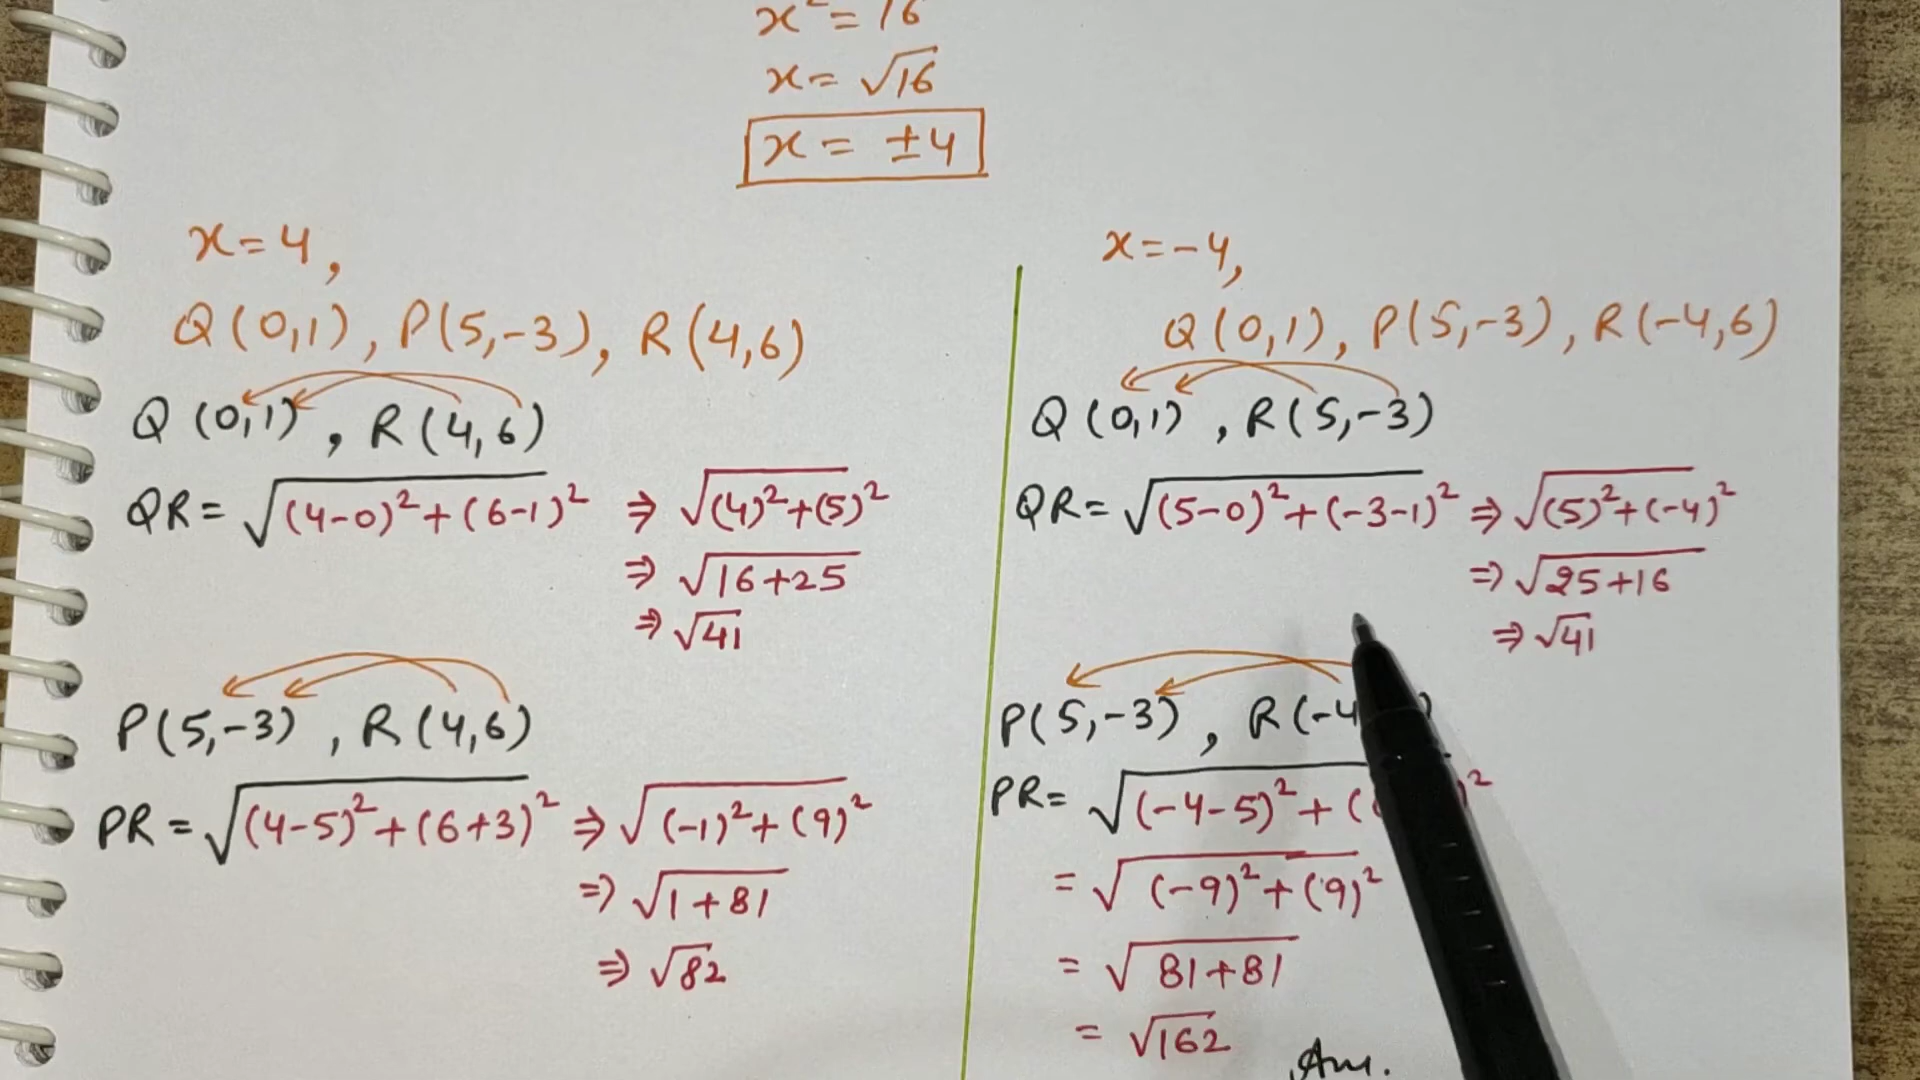 x² = 16
x = √16
x = ±4
x = 4,
Q(0,1), P(5,-3), R(4,6)
Q(0,1), R(4,6)
QR = √(4-0)² + (6-1)² ⇒ √(4)²+(5)²
⇒ √16+25
⇒ √41
P(5,-3), R(4,6)
PR = √(4-5)² + (6+3)² ⇒ √(-1)² + (9)²
⇒ √1+81
⇒ √82
x = -4,
Q(0,1), P(5,-3), R(-4,6)
Q(0,1), R(5,-3)
QR = √(5-0)² + (-3-1)² ⇒ √(5)² + (-4)²
⇒ √25+16
⇒ √41
P(5,-3), R(-4
PR = √(-4-5)² + ( )²
= √(-9)² + (9)²
= √81+81
= √162
Ans.